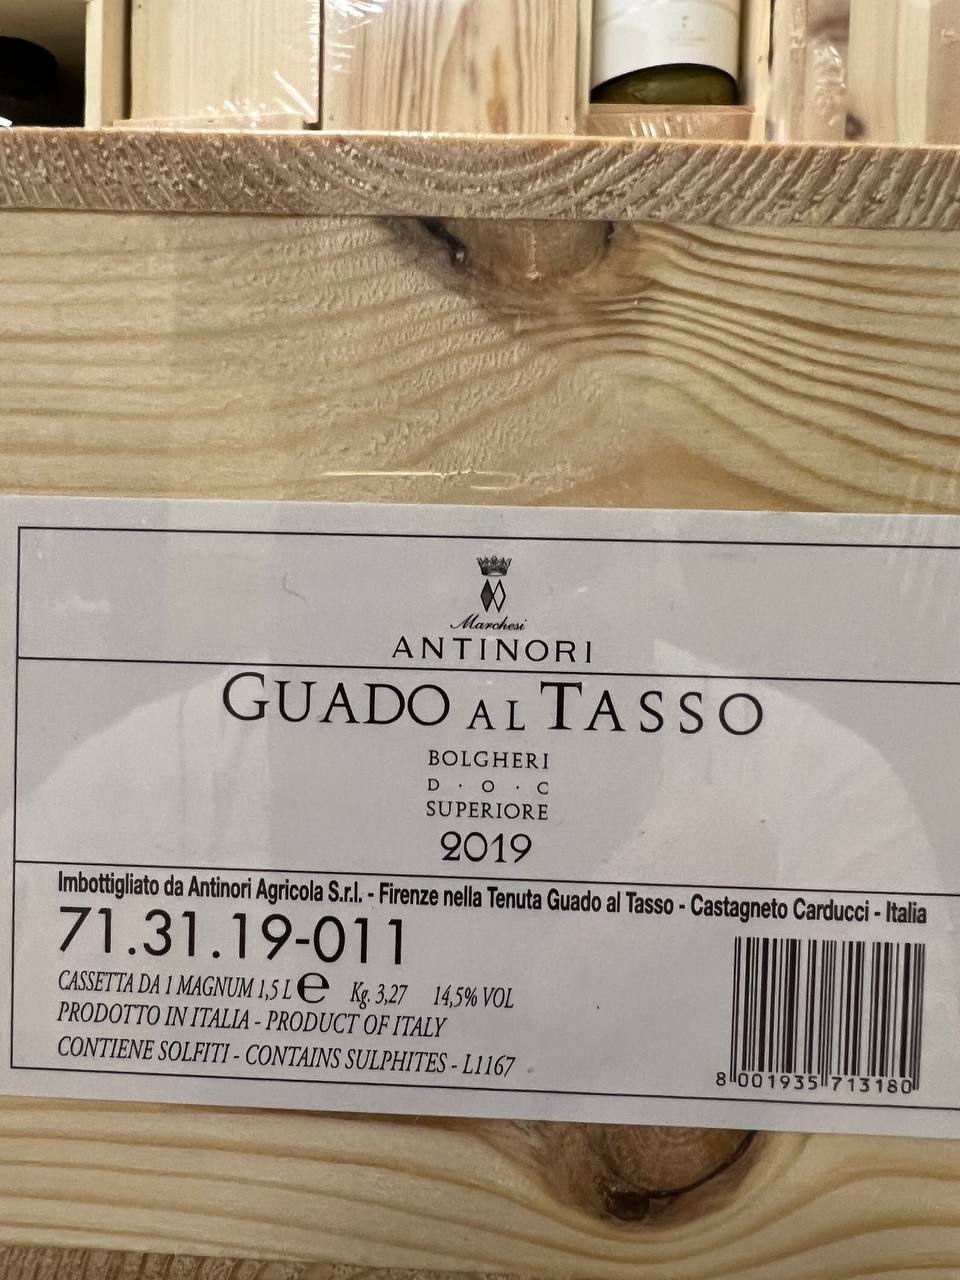 Marchesi
ANTINORI
GUADO AL TASSO
BOLGHERI
D · O · C
SUPERIORE
2019
Imbottigliato da Antinori Agricola S.r.l. - Firenze nella Tenuta Guado al Tasso - Castagneto Carducci - Italia
71.31.19-011
CASSETTA DA 1 MAGNUM 1,5 L e Kg. 3,27 14,5% VOL
PRODOTTO IN ITALIA - PRODUCT OF ITALY
CONTIENE SOLFITI - CONTAINS SULPHITES - L1167
8 001935 713180